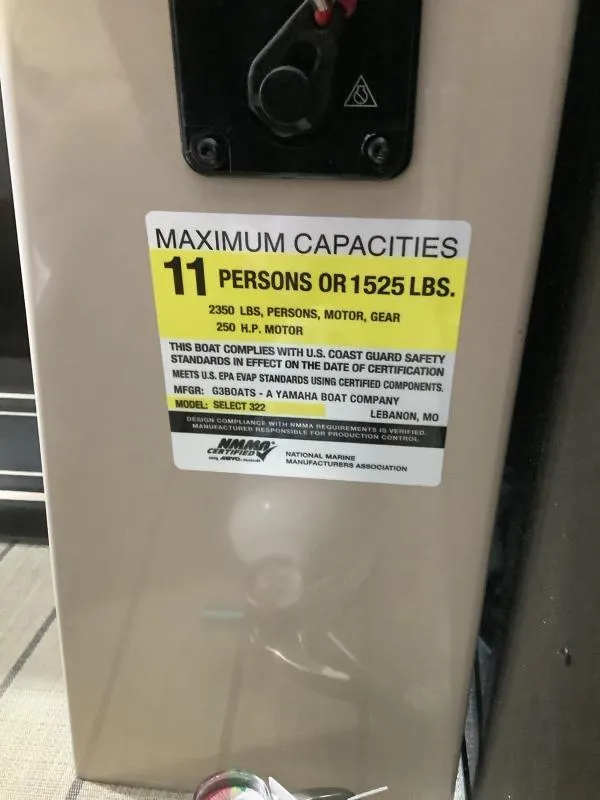 MAXIMUM CAPACITIES
11 PERSONS OR 1525 LBS.
2350 LBS, PERSONS, MOTOR, GEAR
250 H.P. MOTOR
THIS BOAT COMPLIES WITH U.S. COAST GUARD SAFETY
STANDARDS IN EFFECT ON THE DATE OF CERTIFICATION
MEETS U.S. EPA EVAP STANDARDS USING CERTIFIED COMPONENTS.
MFGR: G3BOATS - A YAMAHA BOAT COMPANY
MODEL: SELECT 322
LEBANON, MO
DESIGN COMPLIANCE WITH NMMA REQUIREMENTS IS VERIFIED.
MANUFACTURED RESPONSIBLE FOR PRODUCTION CONTROL.
NMMA
CERTIFIED
using ABYC
NATIONAL MARINE
MANUFACTURERS ASSOCIATION